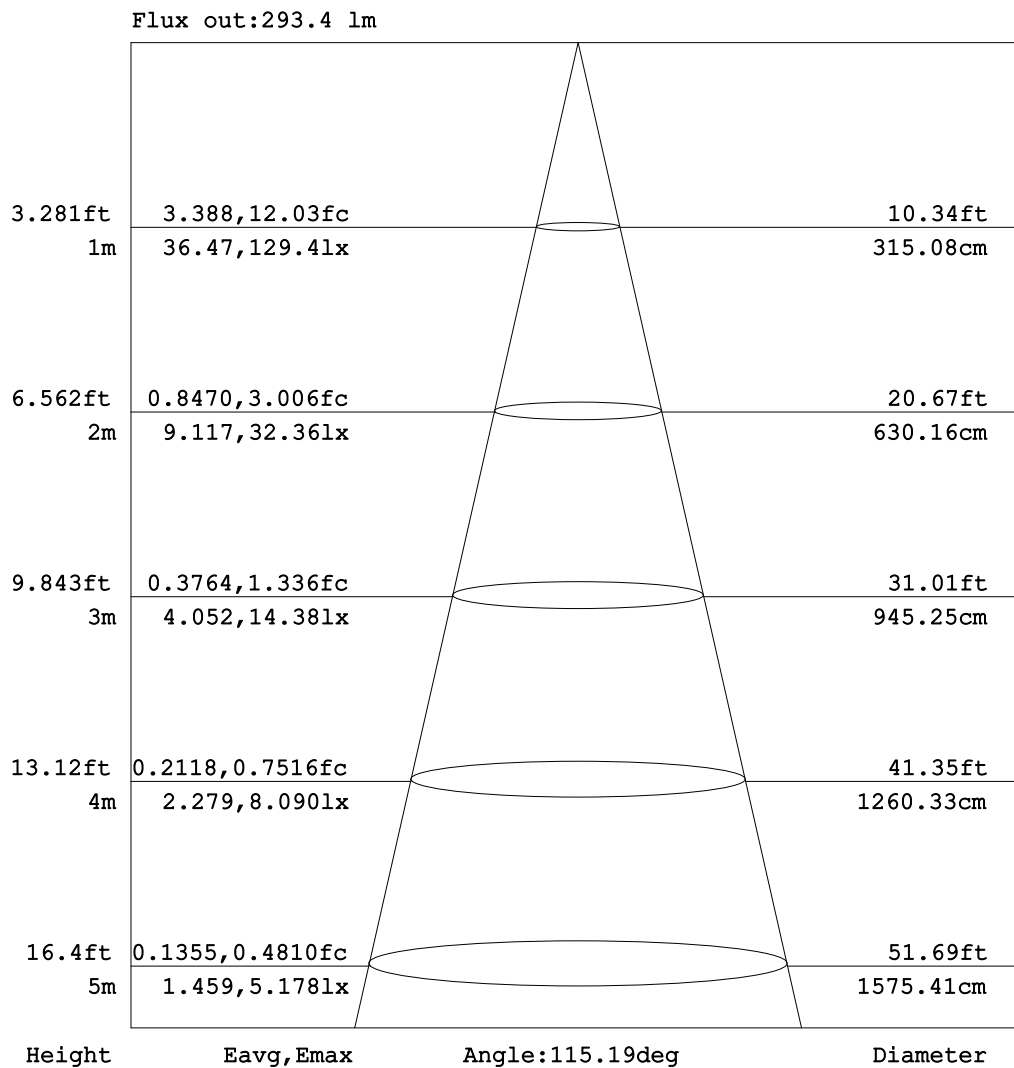 Flux out:293.4 lm
3.281ft 3.388,12.03fc 10.34ft
1m 36.47,129.4lx 315.08cm
6.562ft 0.8470,3.006fc 20.67ft
2m 9.117,32.36lx 630.16cm
9.843ft 0.3764,1.336fc 31.01ft
3m 4.052,14.38lx 945.25cm
13.12ft 0.2118,0.7516fc 41.35ft
4m 2.279,8.090lx 1260.33cm
16.4ft 0.1355,0.4810fc 51.69ft
5m 1.459,5.178lx 1575.41cm
Height Eavg,Emax Angle:115.19deg Diameter